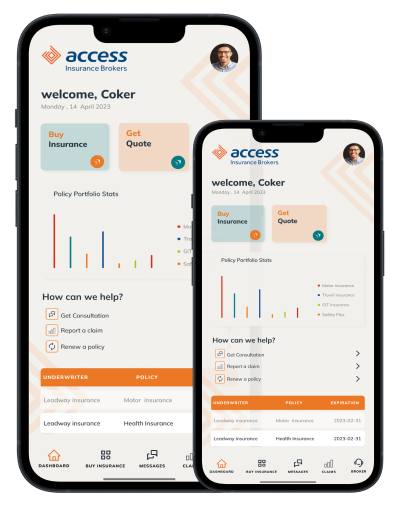 access
Insurance Brokers
welcome, Coker
Monday , 14 April 2023
Buy
Insurance
Get
Quote
Policy Portfolio Stats
GIT
How can we help?
Get Consultation
Report a claim
Renew a policy
UNDERWRITER POLICY
Leadway insurance Motor Insurance
Leadway insurance Health Insurance
DASHBOARD BUY INSURANCE MESSAGES
access
Insurance Brokers
welcome, Coker
Monday , 14 April 2023
Buy
Insurance
Get
Quote
Policy Portfolio Stats
Motor Insurance
Travel Insurance
GIT Insurance
Safety Plus
How can we help?
Get Consultation
Report a claim
Renew a policy
UNDERWRITER POLICY EXPIRATION
Leadway insurance Motor Insurance 2023-02-31
Leadway insurance Health Insurance 2023-02-31
DASHBOARD BUY INSURANCE MESSAGES CLAIMS BROKER